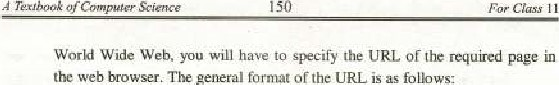 A Textbook of Computer Science 150 For Class 11
World Wide Web, you will have to specify the URL of the required page in
the web browser. The general format of the URL is as follows: